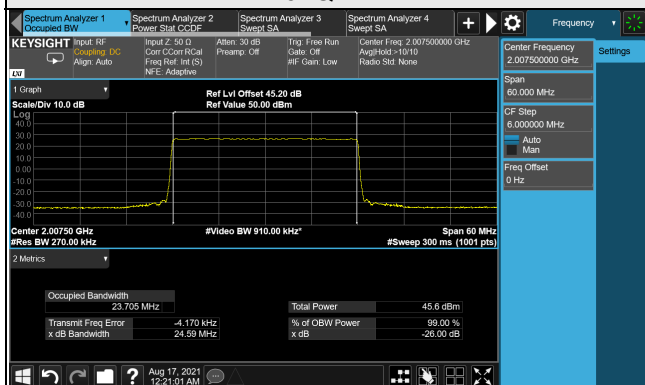 Spectrum Analyzer 1
Occupied BW
Spectrum Analyzer 2
Power Stat CCDF
Spectrum Analyzer 3
Swept SA
Spectrum Analyzer 4
Swept SA
Frequency
KEYSIGHT
LXI
Input: RF
Coupling: DC
Align: Auto
Input Z: 50 Ω
Corr CCorr RCal
Freq Ref: Int (S)
NFE: Adaptive
Atten: 30 dB
Preamp: Off
Trig: Free Run
Gate: Off
#IF Gain: Low
Center Freq: 2.007500000 GHz
Avg|Hold:>10/10
Radio Std: None
Center Frequency
2.007500000 GHz
Settings
Span
60.000 MHz
CF Step
6.000000 MHz
Auto
Man
Freq Offset
0 Hz
1 Graph
Scale/Div 10.0 dB
Ref Lvl Offset 45.20 dB
Ref Value 50.00 dBm
Log
40.0
30.0
20.0
10.0
0.00
-10.0
-20.0
-30.0
-40.0
Center 2.00750 GHz
#Video BW 910.00 kHz*
Span 60 MHz
#Res BW 270.00 kHz
#Sweep 300 ms (1001 pts)
2 Metrics
Occupied Bandwidth
23.705 MHz
Total Power 45.6 dBm
Transmit Freq Error -4.170 kHz
% of OBW Power 99.00 %
x dB Bandwidth 24.59 MHz
x dB -26.00 dB
?
Aug 17, 2021
12:21:01 AM